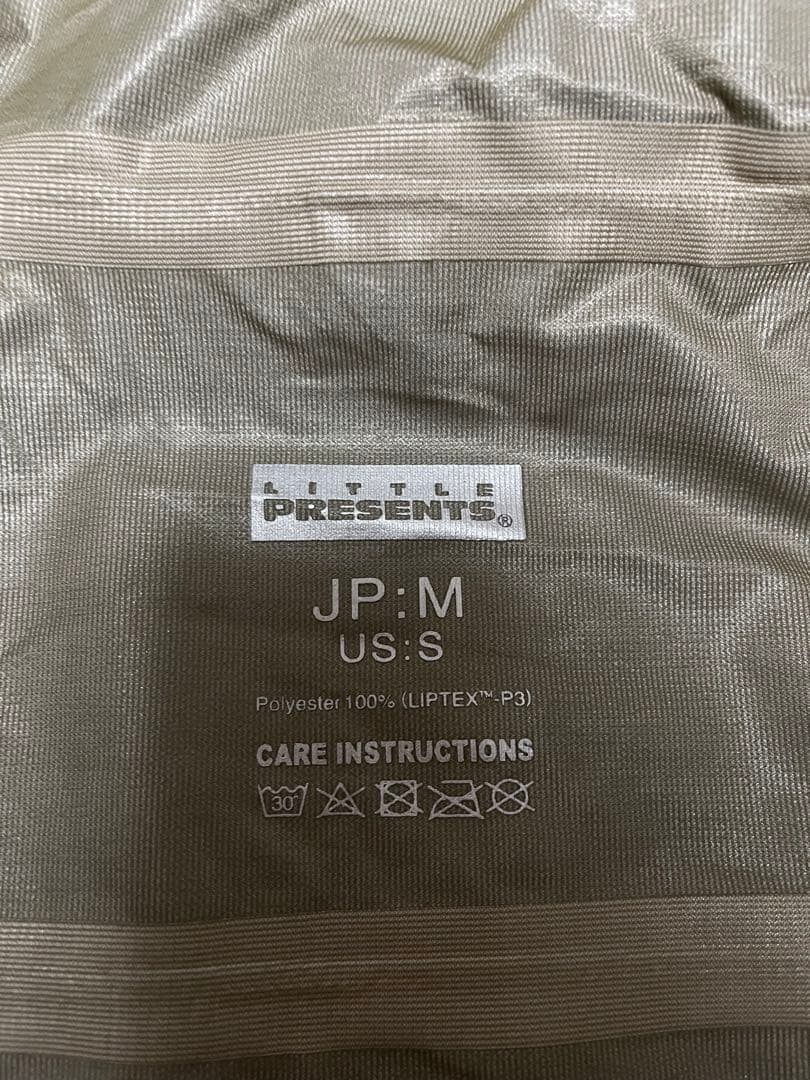 LITTLE
PRESENTS®
JP:M
US:S
Polyester 100% (LIPTEX™-P3)
CARE INSTRUCTIONS
30°